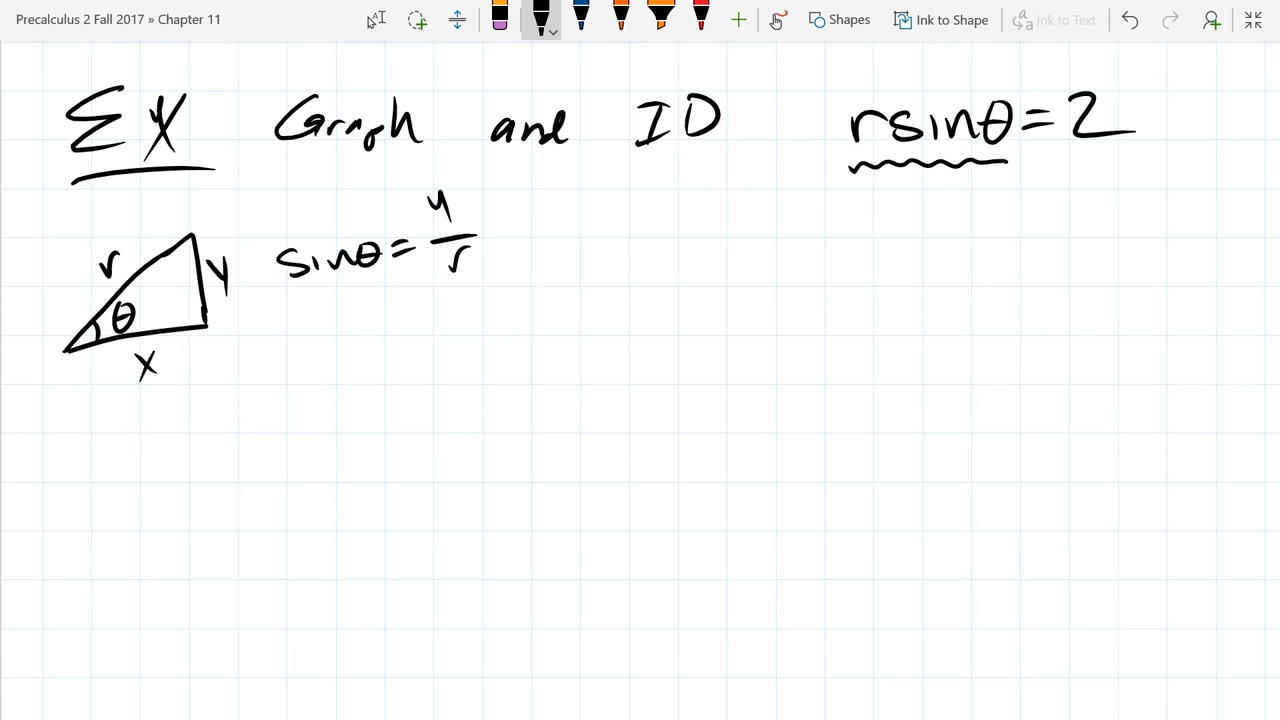 Precalculus 2 Fall 2017 » Chapter 11
Shapes
Ink to Shape
Ink to Text
EX Graph and ID rsinθ=2
sinθ=y/r
r
y
θ
x